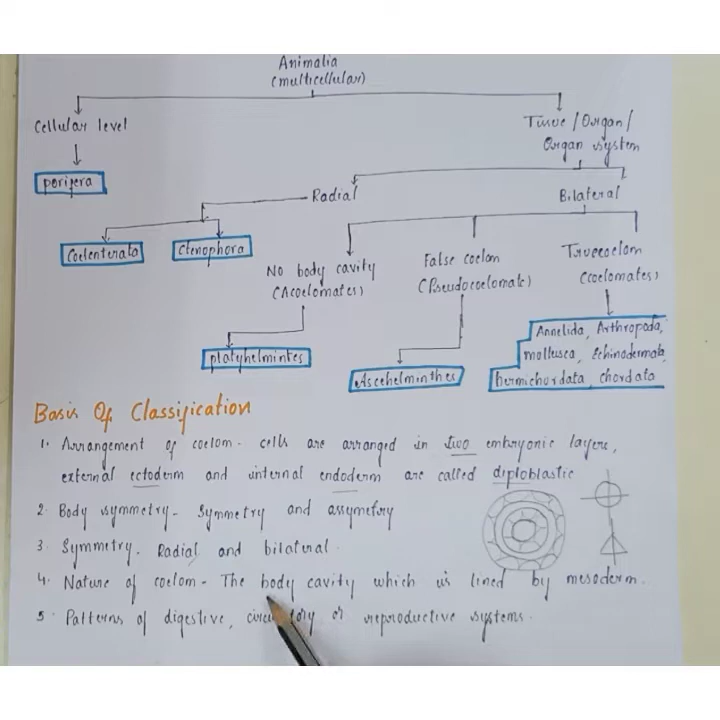 Animalia
(multicellular)
Cellular level
Tissue / Organ /
Organ system
porifera
Radial
Bilateral
Coelenterata
Ctenophora
No body cavity
(Acoelomates)
False coelom
(Pseudocoelomate)
True coelom
(coelomates)
platyhelmintes
Ascehelminthes
Annelida, Arthropoda,
mollusca, Echinodermata
hermichordata, chordata
Basis Of Classification
1. Arrangement of coelom - cells are arranged in two embryonic layers,
external ectoderm and internal endoderm are called diploblastic
2. Body symmetry - Symmetry and assymetory
3. Symmetry - Radial and bilateral.
4. Nature of coelom - The body cavity which is lined by mesoderm.
5. Patterns of digestive, circulatory or reproductive systems.